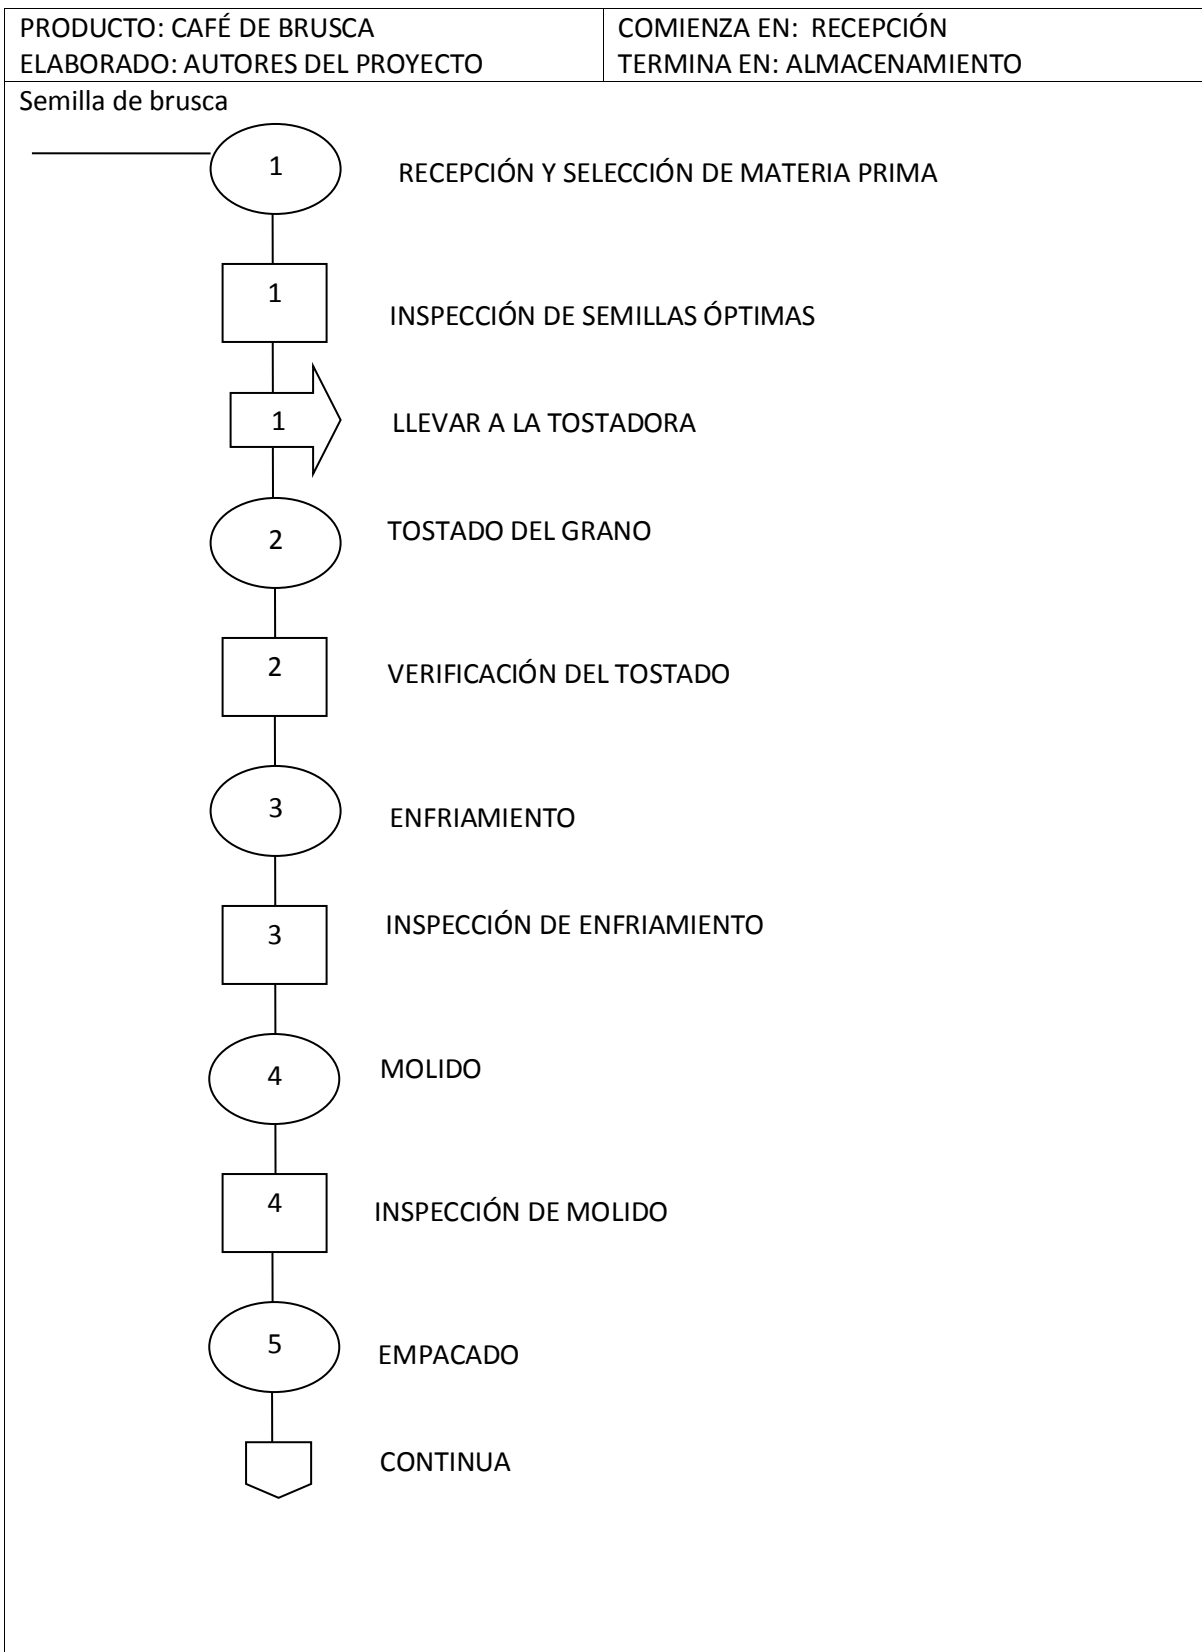 PRODUCTO: CAFÉ DE BRUSCA
ELABORADO: AUTORES DEL PROYECTO
COMIENZA EN: RECEPCIÓN
TERMINA EN: ALMACENAMIENTO
Semilla de brusca
1 RECEPCIÓN Y SELECCIÓN DE MATERIA PRIMA
1 INSPECCIÓN DE SEMILLAS ÓPTIMAS
1 LLEVAR A LA TOSTADORA
2 TOSTADO DEL GRANO
2 VERIFICACIÓN DEL TOSTADO
3 ENFRIAMIENTO
3 INSPECCIÓN DE ENFRIAMIENTO
4 MOLIDO
4 INSPECCIÓN DE MOLIDO
5 EMPACADO
CONTINUA